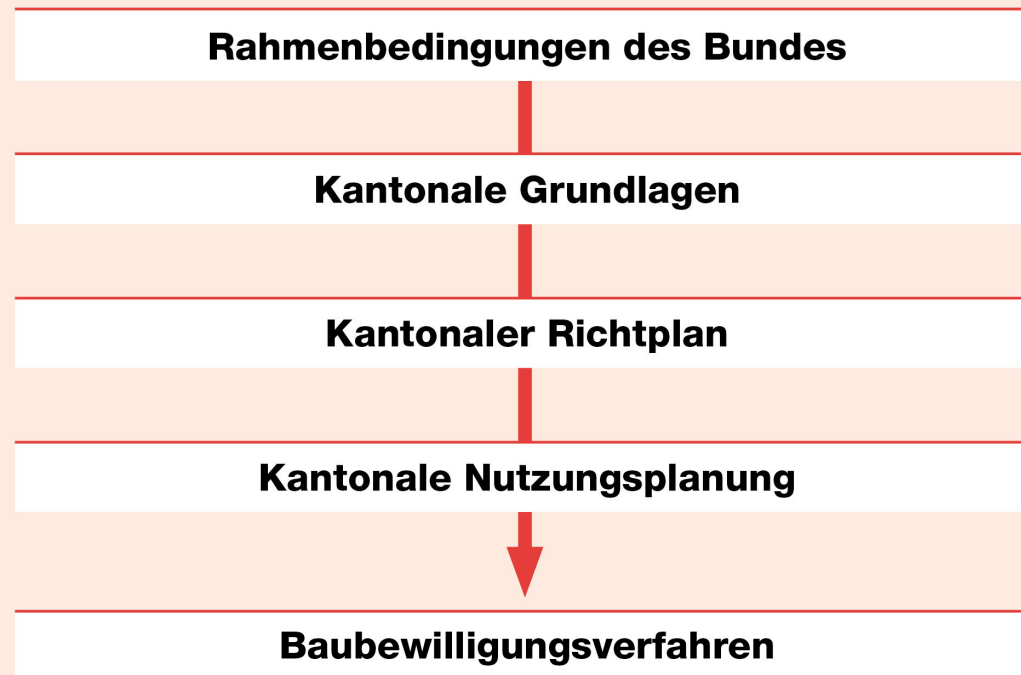 Rahmenbedingungen des Bundes
Kantonale Grundlagen
Kantonaler Richtplan
Kantonale Nutzungsplanung
Baubewilligungsverfahren